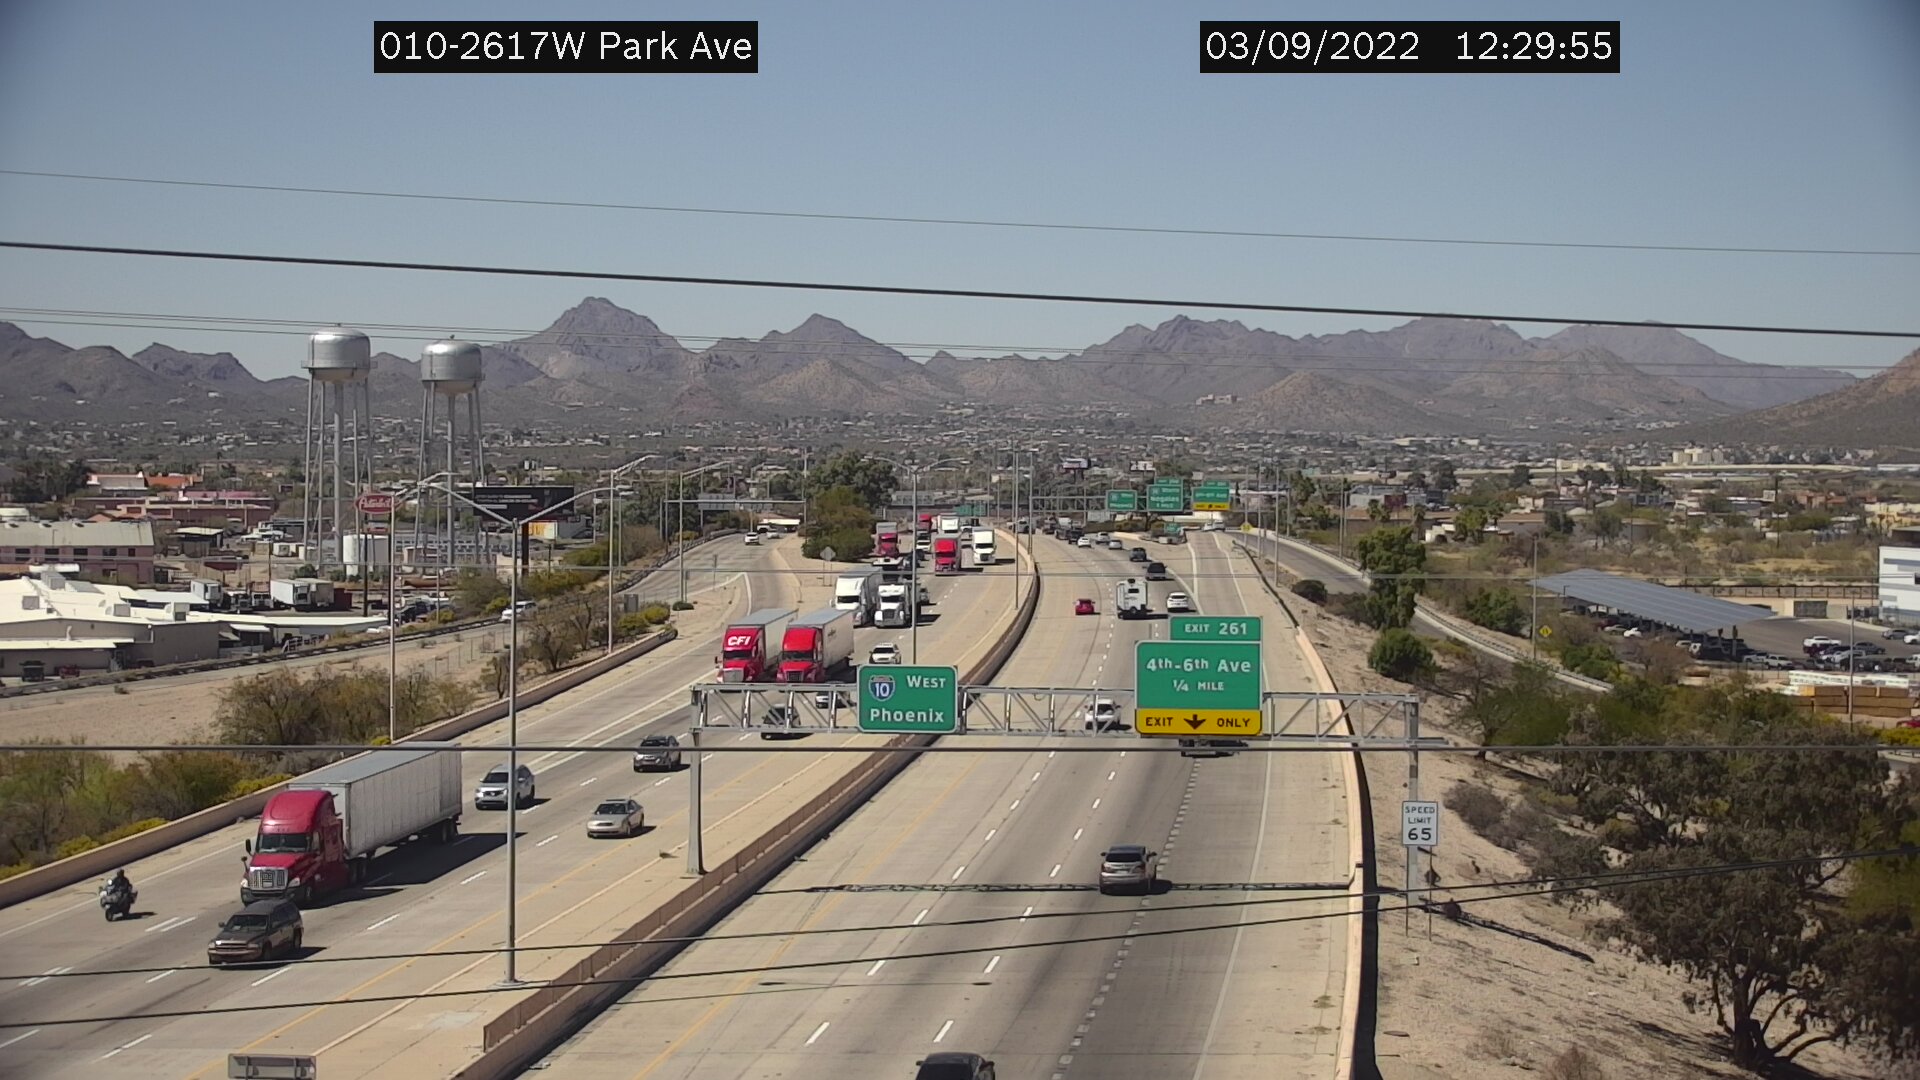 010-2617W Park Ave
03/09/2022 12:29:55
EXIT 261
4th-6th Ave
1/4 MILE
EXIT ONLY
10 WEST
Phoenix
CFI
SPEED
LIMIT
65